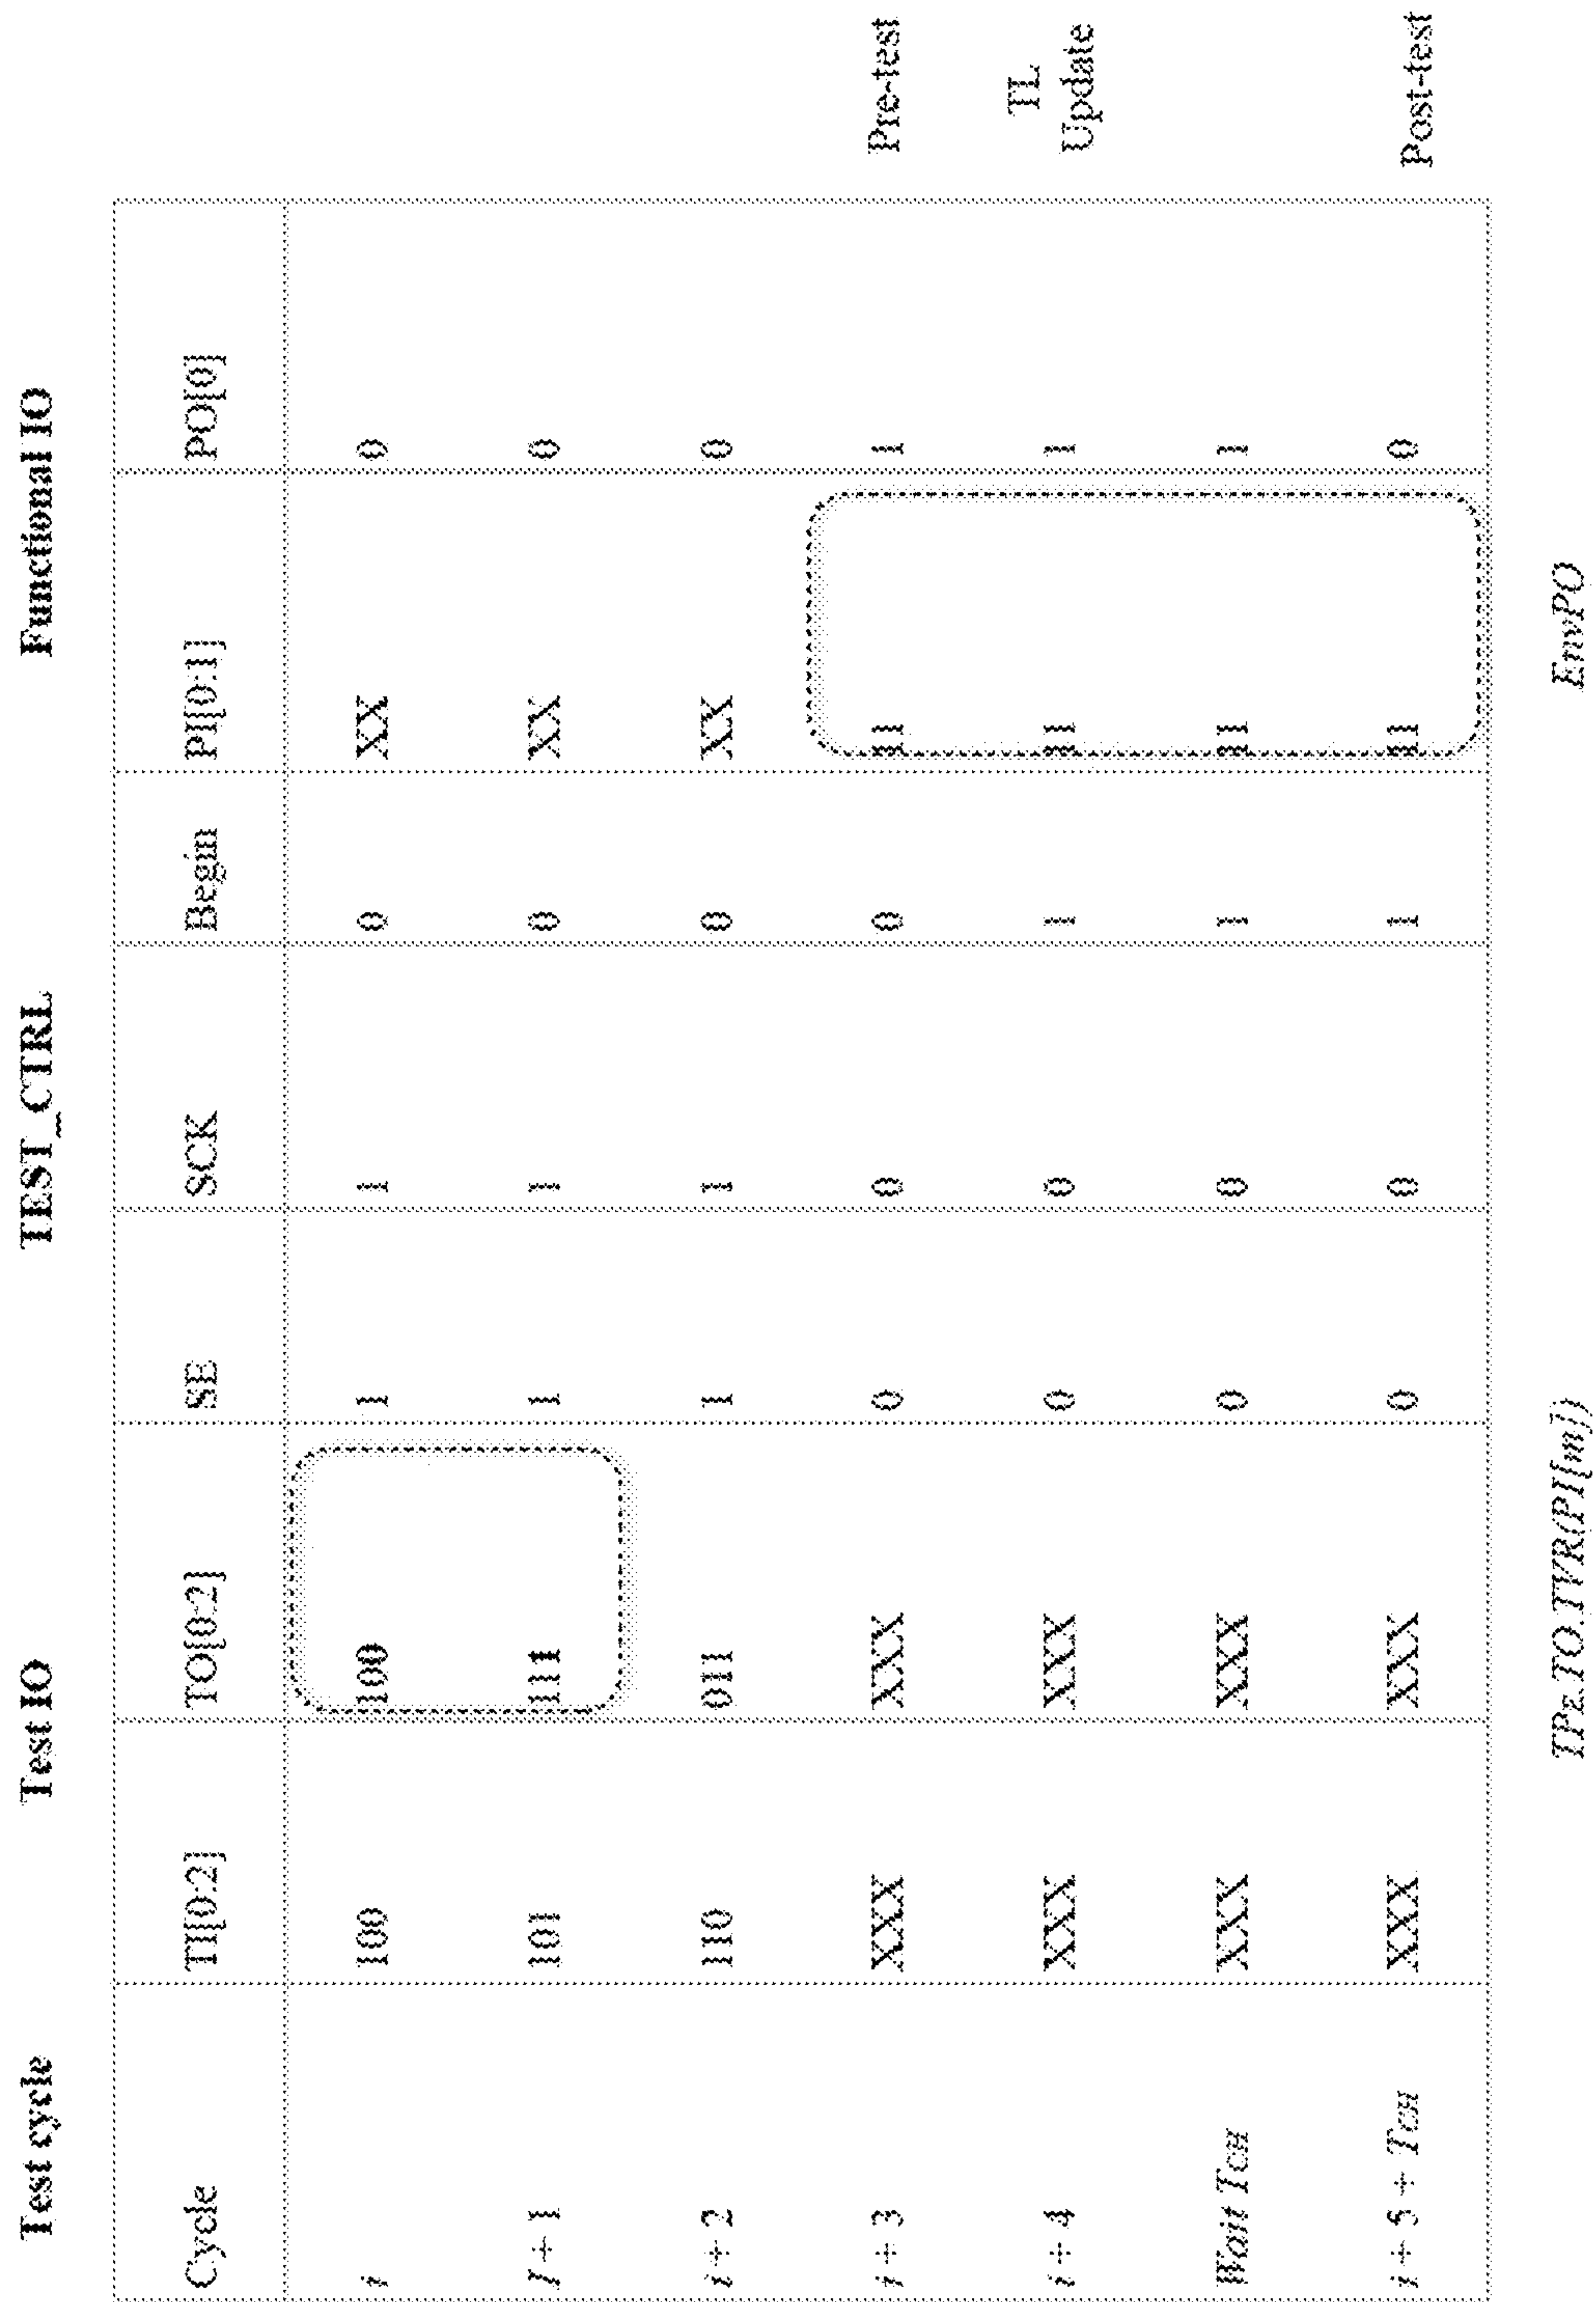 Test cycle Test IO TEST_CTRL Functional IO
Cycle TI[0:2] TO[0:2] SE SCK Begin PI[0:1] PO[0]
i 100 100 1 1 0 XX 0
I + 1 101 111 1 1 0 XX 0
i + 2 110 011 1 1 0 XX 0
i + 3 XXX XXX 0 0 0 11 1 Pre-test
i + 4 XXX XXX 0 0 1 11 1 TL
Update
Wait TCH XXX XXX 0 0 1 11 1
i + 5 + TCH XXX XXX 0 0 1 11 0 Post-test
TPE.TO.TVR(PI[m]) EnvPO